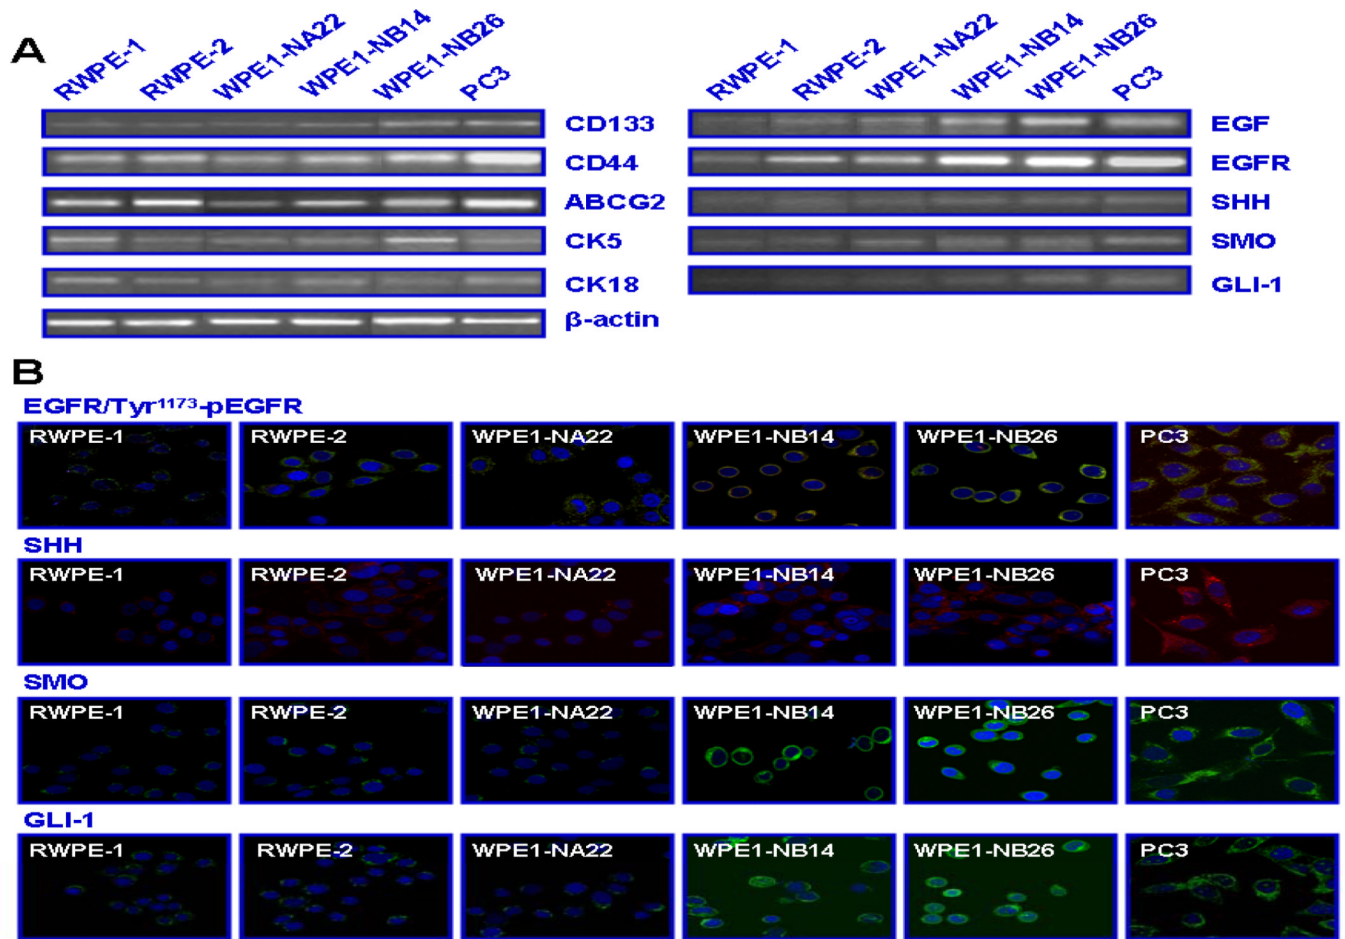 A
RWPE-1 RWPE-2 WPE1-NA22 WPE1-NB14 WPE1-NB26 PC3
CD133
CD44
ABCG2
CK5
CK18
β-actin
RWPE-1 RWPE-2 WPE1-NA22 WPE1-NB14 WPE1-NB26 PC3
EGF
EGFR
SHH
SMO
GLI-1
B
EGFR/Tyr¹¹⁷³-pEGFR
RWPE-1 RWPE-2 WPE1-NA22 WPE1-NB14 WPE1-NB26 PC3
SHH
RWPE-1 RWPE-2 WPE1-NA22 WPE1-NB14 WPE1-NB26 PC3
SMO
RWPE-1 RWPE-2 WPE1-NA22 WPE1-NB14 WPE1-NB26 PC3
GLI-1
RWPE-1 RWPE-2 WPE1-NA22 WPE1-NB14 WPE1-NB26 PC3